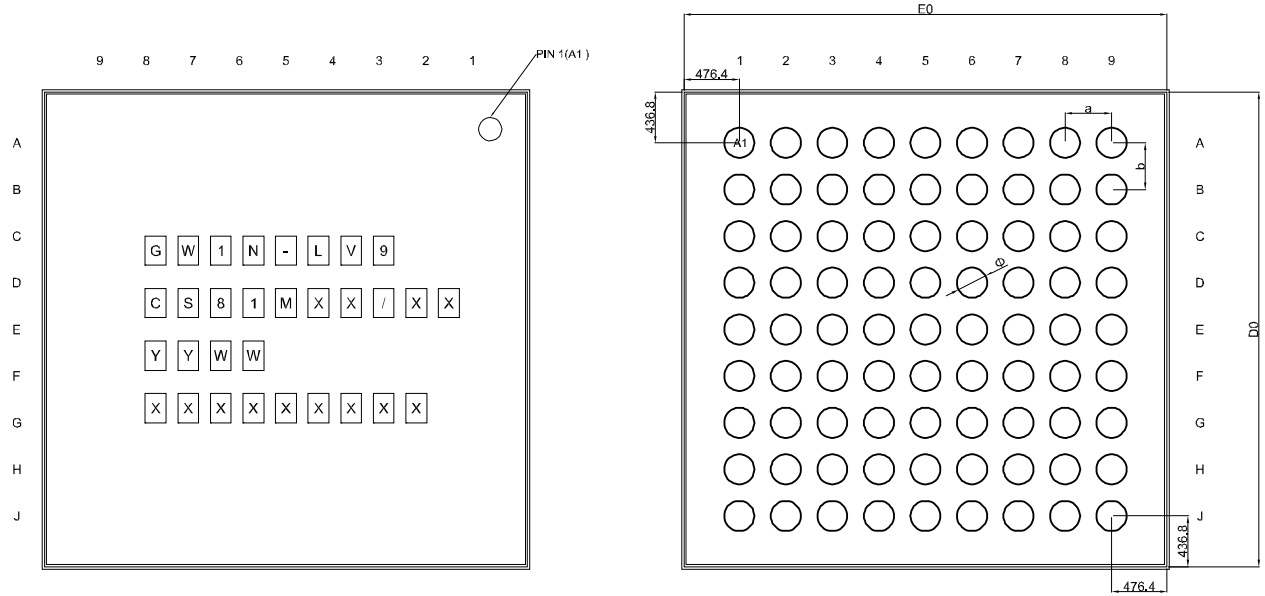 E0
PIN 1(A1 )
9 8 7 6 5 4 3 2 1
1 2 3 4 5 6 7 8 9
476.4
436.8
a
A
A1
A
b
B
B
C
G W 1 N - L V 9
C
D
Φ
D
C S 8 1 M X X / X X
E
E
D0
Y Y W W
F
F
X X X X X X X X X
G
G
H
H
J
J
436.8
476.4